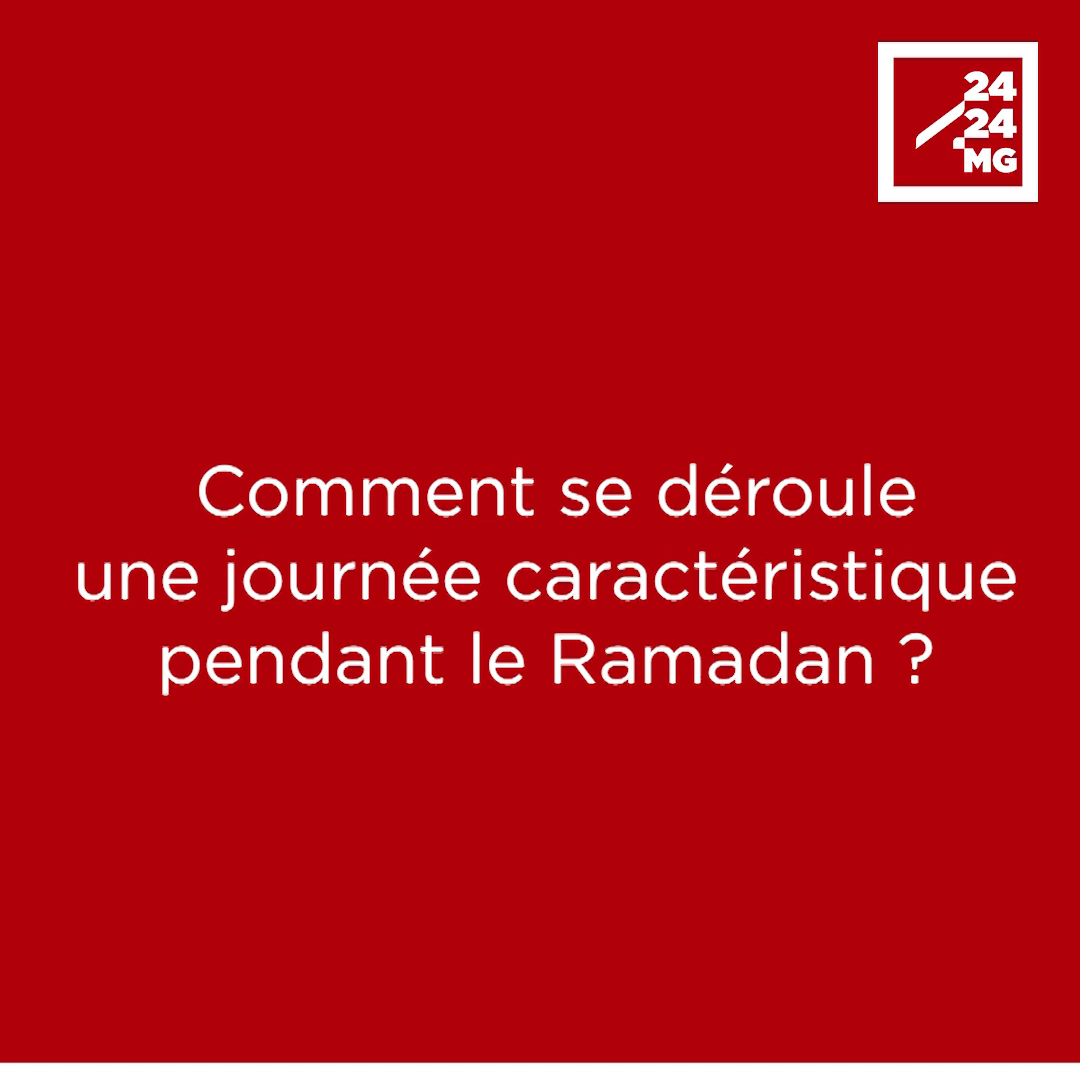 24
24
MG
Comment se déroule
une journée caractéristique
pendant le Ramadan ?